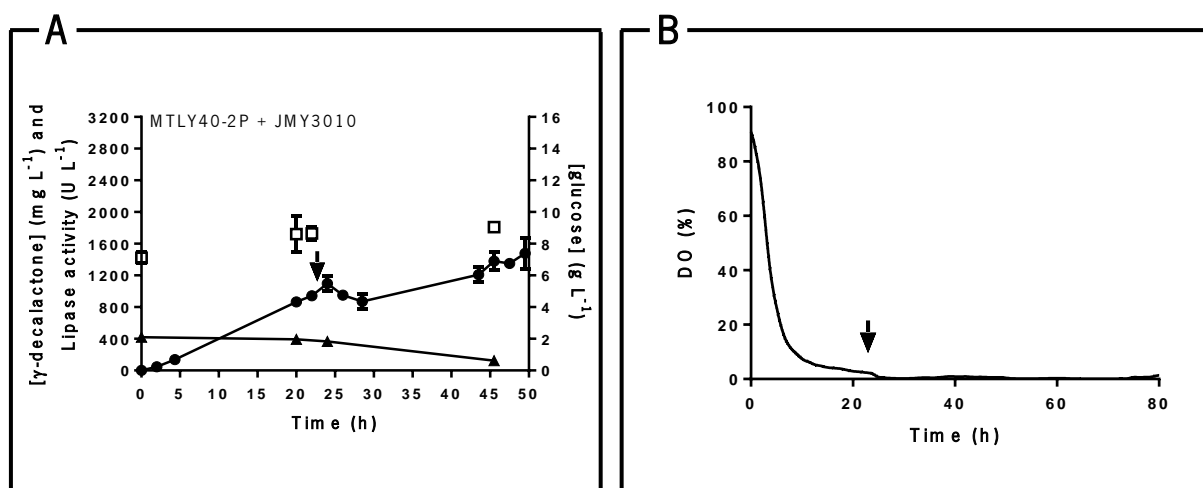 A
[γ-decalactone] (mg L-1) and
Lipase activity (U L-1)
3200
2800
2400
2000
1600
1200
800
400
0
MTLY40-2P + JMY3010
16
14
12
10
8
6
4
2
0
[glucose] (g L-1)
0 5 10 15 20 25 30 35 40 45 50
Time (h)
B
DO (%)
100
80
60
40
20
0
0 20 40 60 80
Time (h)